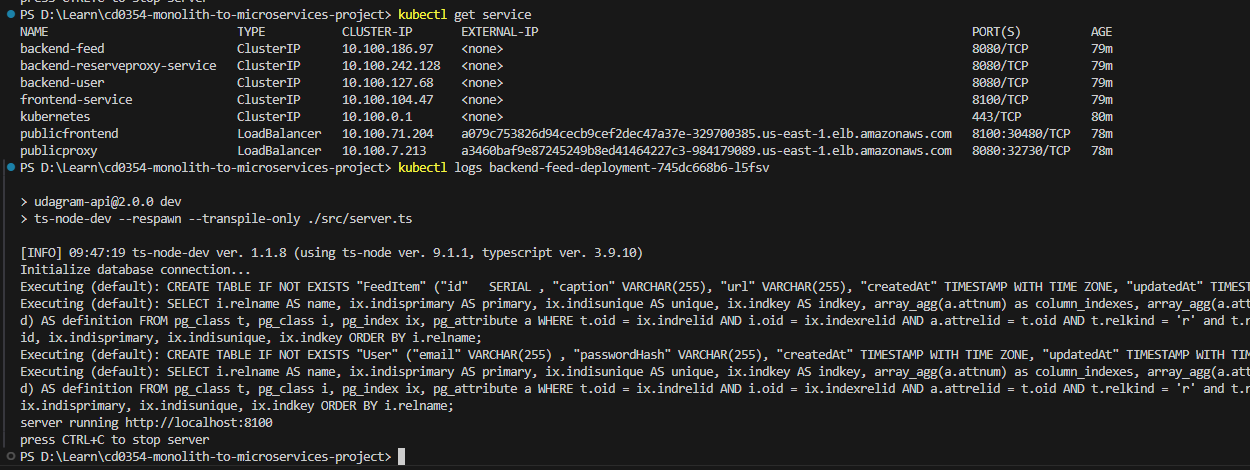 press CTRL+C to stop server
PS D:\Learn\cd0354-monolith-to-microservices-project> kubectl get service
NAME TYPE CLUSTER-IP EXTERNAL-IP PORT(S) AGE
backend-feed ClusterIP 10.100.186.97 <none> 8080/TCP 79m
backend-reserveproxy-service ClusterIP 10.100.242.128 <none> 8080/TCP 79m
backend-user ClusterIP 10.100.127.68 <none> 8080/TCP 79m
frontend-service ClusterIP 10.100.104.47 <none> 8100/TCP 79m
kubernetes ClusterIP 10.100.0.1 <none> 443/TCP 80m
publicfrontend LoadBalancer 10.100.71.204 a079c753826d94cecb9cef2dec47a37e-329700385.us-east-1.elb.amazonaws.com 8100:30480/TCP 78m
publicproxy LoadBalancer 10.100.7.213 a3460baf9e87245249b8ed41464227c3-984179089.us-east-1.elb.amazonaws.com 8080:32730/TCP 78m
PS D:\Learn\cd0354-monolith-to-microservices-project> kubectl logs backend-feed-deployment-745dc668b6-l5fsv
> udagram-api@2.0.0 dev
> ts-node-dev --respawn --transpile-only ./src/server.ts
[INFO] 09:47:19 ts-node-dev ver. 1.1.8 (using ts-node ver. 9.1.1, typescript ver. 3.9.10)
Initialize database connection...
Executing (default): CREATE TABLE IF NOT EXISTS "FeedItem" ("id"   SERIAL , "caption" VARCHAR(255), "url" VARCHAR(255), "createdAt" TIMESTAMP WITH TIME ZONE, "updatedAt" TIMEST
Executing (default): SELECT i.relname AS name, ix.indisprimary AS primary, ix.indisunique AS unique, ix.indkey AS indkey, array_agg(a.attnum) as column_indexes, array_agg(a.att
d) AS definition FROM pg_class t, pg_class i, pg_index ix, pg_attribute a WHERE t.oid = ix.indrelid AND i.oid = ix.indexrelid AND a.attrelid = t.oid AND t.relkind = 'r' and t.r
id, ix.indisprimary, ix.indisunique, ix.indkey ORDER BY i.relname;
Executing (default): CREATE TABLE IF NOT EXISTS "User" ("email" VARCHAR(255) , "passwordHash" VARCHAR(255), "createdAt" TIMESTAMP WITH TIME ZONE, "updatedAt" TIMESTAMP WITH TIM
Executing (default): SELECT i.relname AS name, ix.indisprimary AS primary, ix.indisunique AS unique, ix.indkey AS indkey, array_agg(a.attnum) as column_indexes, array_agg(a.att
d) AS definition FROM pg_class t, pg_class i, pg_index ix, pg_attribute a WHERE t.oid = ix.indrelid AND i.oid = ix.indexrelid AND a.attrelid = t.oid AND t.relkind = 'r' and t.r
ix.indisprimary, ix.indisunique, ix.indkey ORDER BY i.relname;
server running http://localhost:8100
press CTRL+C to stop server
PS D:\Learn\cd0354-monolith-to-microservices-project>